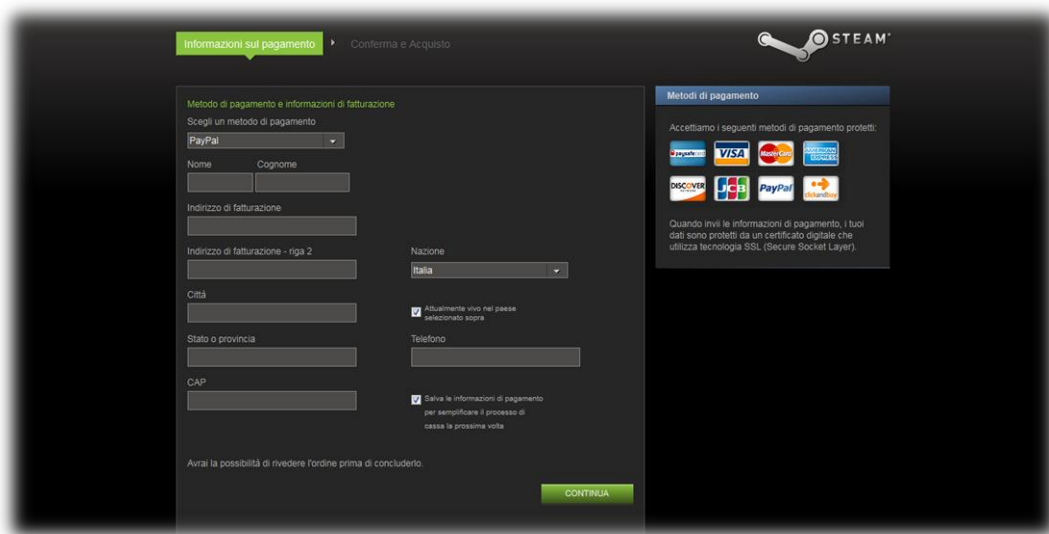 Informazioni sul pagamento
Conferma e Acquisto
STEAM
Metodo di pagamento e informazioni di fatturazione
Scegli un metodo di pagamento
PayPal
Nome Cognome
Indirizzo di fatturazione
Indirizzo di fatturazione - riga 2
Nazione
Italia
Città
Attualmente vivo nel paese
selezionato sopra
Stato o provincia
Telefono
CAP
Salva le informazioni di pagamento
per semplificare il processo di
cassa la prossima volta
Avrai la possibilità di rivedere l'ordine prima di concluderlo.
CONTINUA
Metodi di pagamento
Accettiamo i seguenti metodi di pagamento protetti:
paysafecard VISA MasterCard AMERICAN EXPRESS
DISCOVER NETWORK JCB PayPal clickandbuy
Quando invii le informazioni di pagamento, i tuoi
dati sono protetti da un certificato digitale che
utilizza tecnologia SSL (Secure Socket Layer).